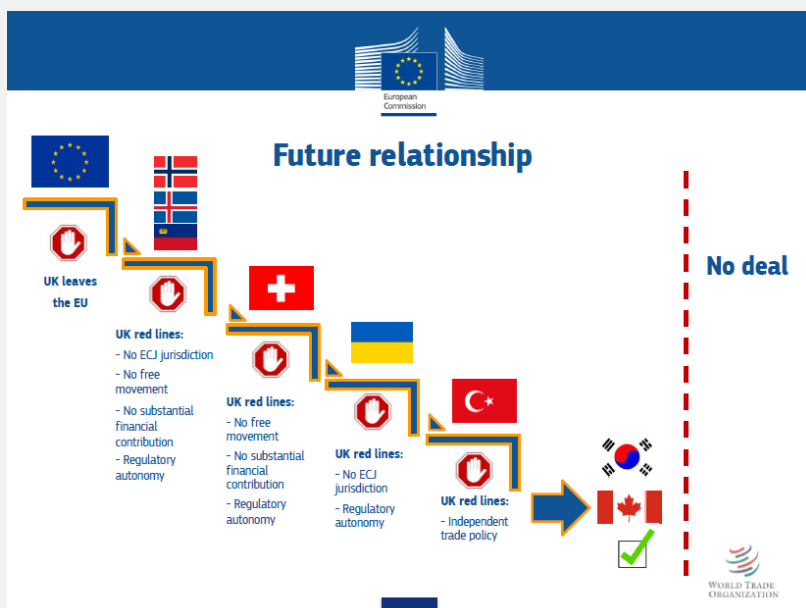 European
Commission
Future relationship
No deal
UK leaves
the EU
UK red lines:
- No ECJ jurisdiction
- No free
movement
- No substantial
financial
contribution
- Regulatory
autonomy
UK red lines:
- No free
movement
- No substantial
financial
contribution
- Regulatory
autonomy
UK red lines:
- No ECJ
jurisdiction
- Regulatory
autonomy
UK red lines:
- Independent
trade policy
WORLD TRADE
ORGANIZATION